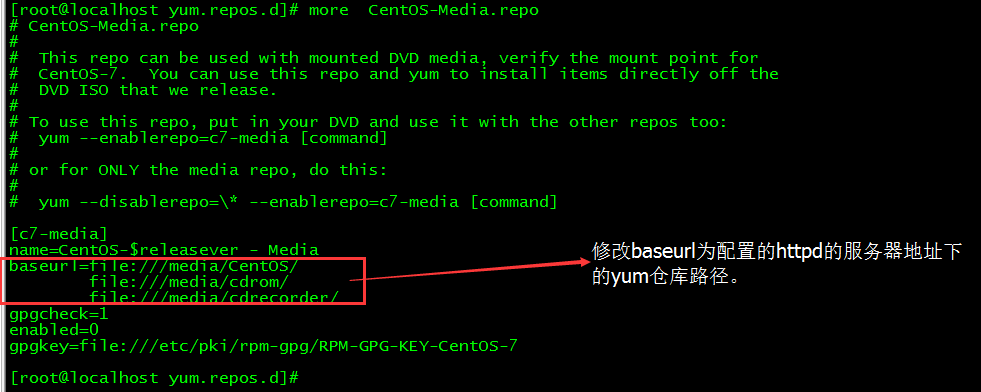 [root@localhost yum.repos.d]# more  CentOS-Media.repo
# CentOS-Media.repo
#
#  This repo can be used with mounted DVD media, verify the mount point for
#  CentOS-7.  You can use this repo and yum to install items directly off the
#  DVD ISO that we release.
#
# To use this repo, put in your DVD and use it with the other repos too:
#  yum --enablerepo=c7-media [command]
#
# or for ONLY the media repo, do this:
#
#  yum --disablerepo=\* --enablerepo=c7-media [command]
[c7-media]
name=CentOS-$releasever - Media
baseurl=file:///media/CentOS/
        file:///media/cdrom/
        file:///media/cdrecorder/
gpgcheck=1
enabled=0
gpgkey=file:///etc/pki/rpm-gpg/RPM-GPG-KEY-CentOS-7
[root@localhost yum.repos.d]#
修改baseurl为配置的httpd的服务器地址下
的yum仓库路径。